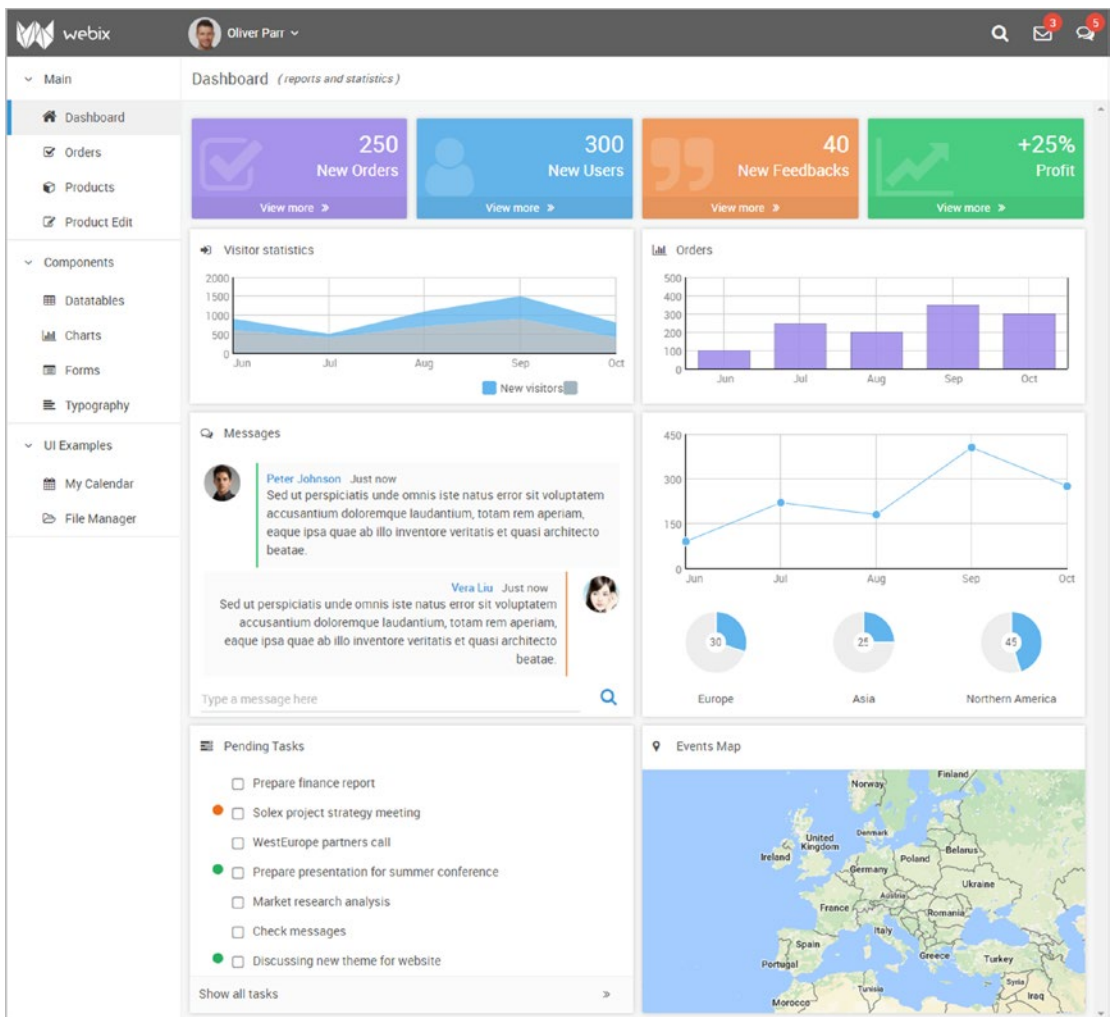 webix
Oliver Parr
3
5
Main
Dashboard
Orders
Products
Product Edit
Components
Datatables
Charts
Forms
Typography
UI Examples
My Calendar
File Manager
Dashboard (reports and statistics)
250
New Orders
View more »
300
New Users
View more »
40
New Feedbacks
View more »
+25%
Profit
View more »
Visitor statistics
2000
1500
1000
500
0
Jun Jul Aug Sep Oct
New visitors
Orders
500
400
300
200
100
0
Jun Jul Aug Sep Oct
Messages
Peter Johnson Just now
Sed ut perspiciatis unde omnis iste natus error sit voluptatem
accusantium doloremque laudantium, totam rem aperiam,
eaque ipsa quae ab illo inventore veritatis et quasi architecto
beatae.
Vera Liu Just now
Sed ut perspiciatis unde omnis iste natus error sit voluptatem
accusantium doloremque laudantium, totam rem aperiam,
eaque ipsa quae ab illo inventore veritatis et quasi architecto
beatae.
Type a message here
450
300
150
0
Jun Jul Aug Sep Oct
30 25 45
Europe Asia Northern America
Pending Tasks
Prepare finance report
Solex project strategy meeting
WestEurope partners call
Prepare presentation for summer conference
Market research analysis
Check messages
Discussing new theme for website
Show all tasks »
Events Map
Finland
Norway
United
Kingdom
Denmark
Ireland
Belarus
Poland
Germany
Ukraine
Austria
France
Romania
Italy
Spain
Greece
Turkey
Portugal
Syria
Tunisia
Iraq
Morocco